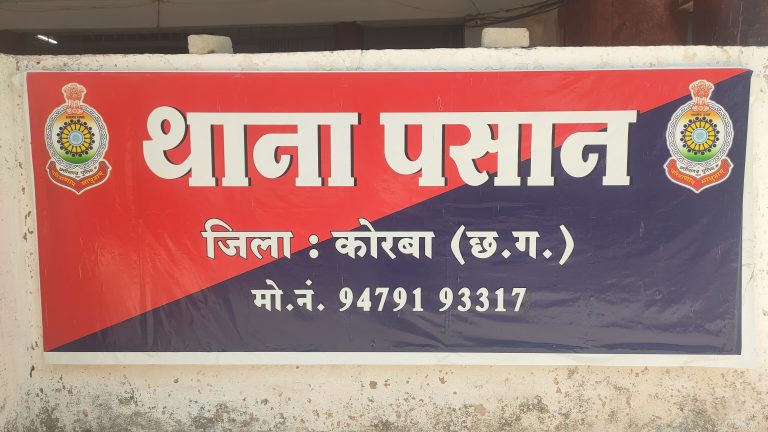 थाना पसान
जिला : कोरबा (छ.ग.)
मो.नं. 94791 93317